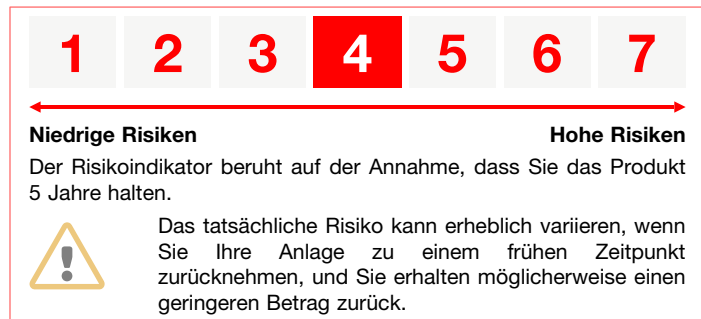 1 2 3 4 5 6 7
Niedrige Risiken Hohe Risiken
Der Risikoindikator beruht auf der Annahme, dass Sie das Produkt
5 Jahre halten.
Das tatsächliche Risiko kann erheblich variieren, wenn
Sie Ihre Anlage zu einem frühen Zeitpunkt
zurücknehmen, und Sie erhalten möglicherweise einen
geringeren Betrag zurück.